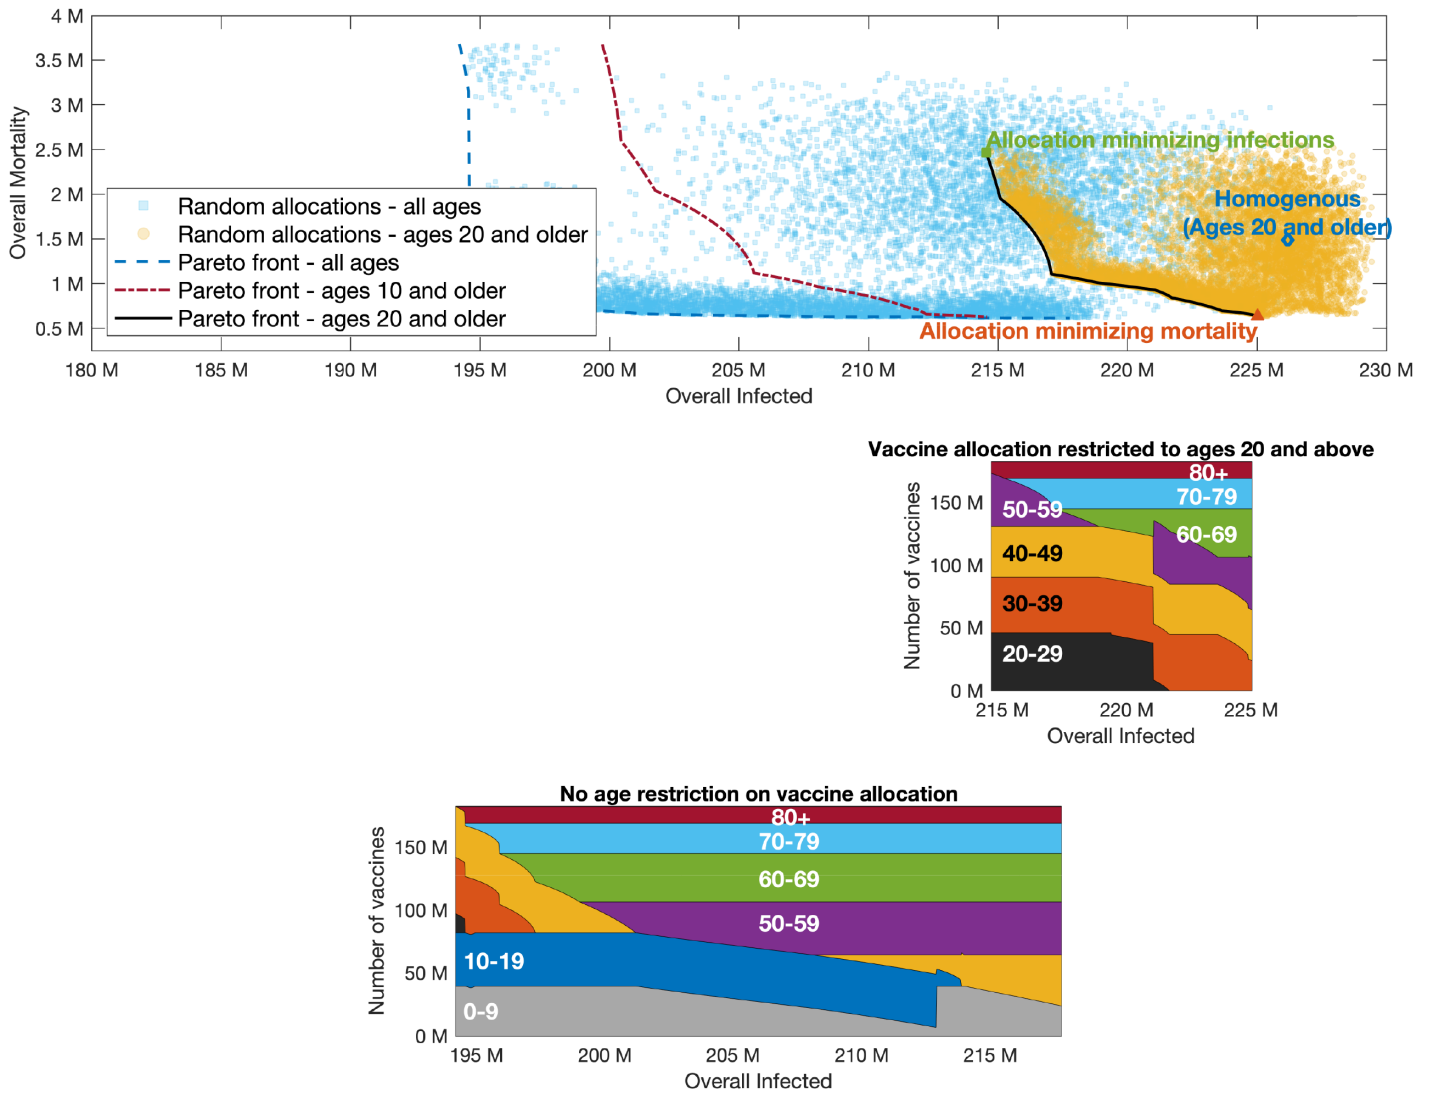 4 M
3.5 M
3 M
2.5 M
2 M
1.5 M
1 M
0.5 M
Overall Mortality
Allocation minimizing infections
Homogenous
(Ages 20 and older)
Allocation minimizing mortality
Random allocations - all ages
Random allocations - ages 20 and older
Pareto front - all ages
Pareto front - ages 10 and older
Pareto front - ages 20 and older
180 M 185 M 190 M 195 M 200 M 205 M 210 M 215 M 220 M 225 M 230 M
Overall Infected
Vaccine allocation restricted to ages 20 and above
150 M
100 M
50 M
0 M
Number of vaccines
80+
70-79
50-59
60-69
40-49
30-39
20-29
215 M 220 M 225 M
Overall Infected
No age restriction on vaccine allocation
150 M
100 M
50 M
0 M
Number of vaccines
80+
70-79
60-69
50-59
10-19
0-9
195 M 200 M 205 M 210 M 215 M
Overall Infected